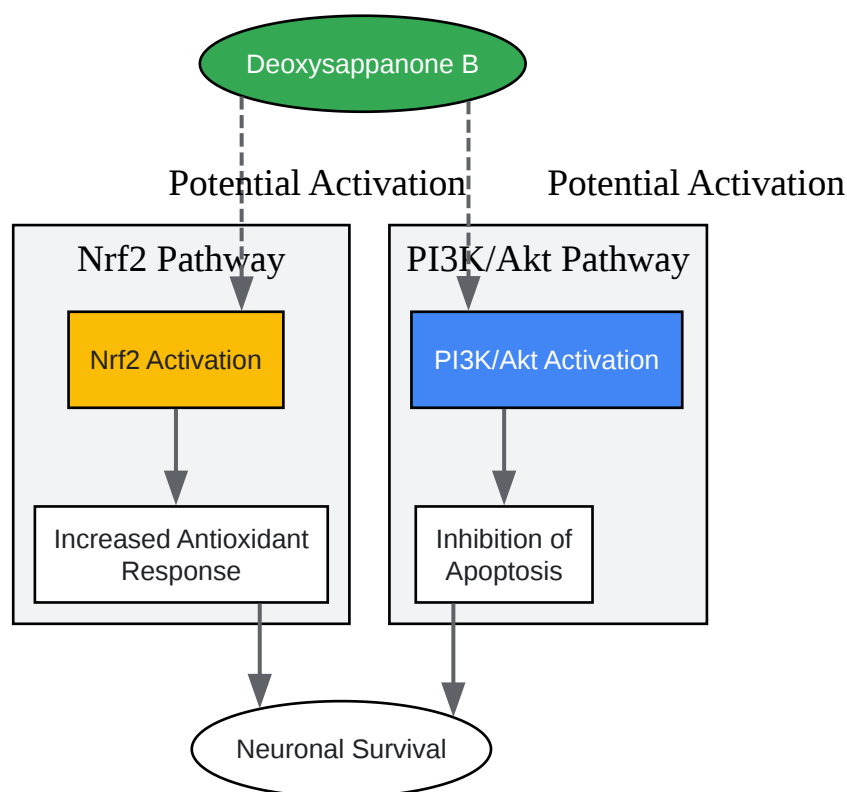 Deoxysappanone B
Potential Activation
Potential Activation
Nrf2 Pathway
PI3K/Akt Pathway
Nrf2 Activation
PI3K/Akt Activation
Increased Antioxidant
Response
Inhibition of
Apoptosis
Neuronal Survival